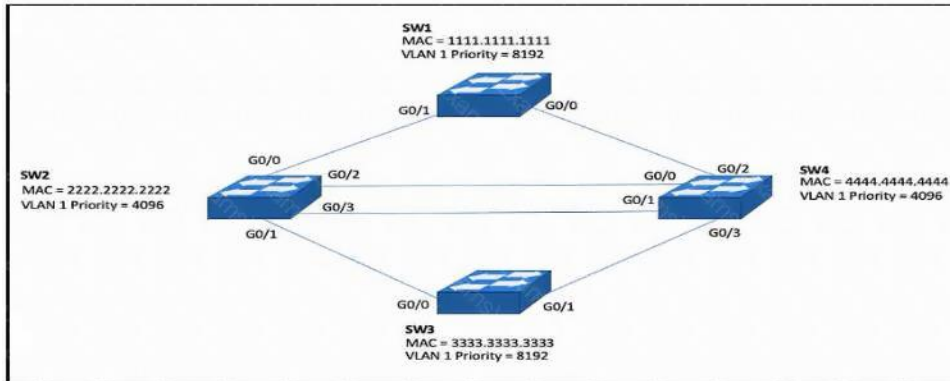 SW1
MAC = 1111.1111.1111
VLAN 1 Priority = 8192
G0/1
G0/0
SW2
MAC = 2222.2222.2222
VLAN 1 Priority = 4096
G0/0
G0/2
G0/3
G0/1
G0/0
G0/2
G0/1
G0/3
SW4
MAC = 4444.4444.4444
VLAN 1 Priority = 4096
G0/0
G0/1
SW3
MAC = 3333.3333.3333
VLAN 1 Priority = 8192